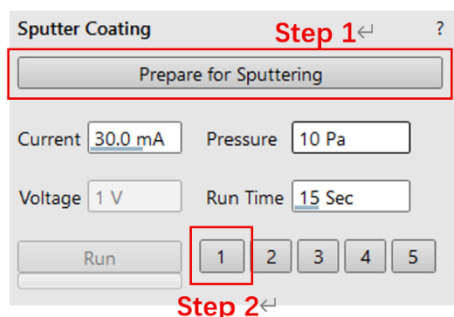 Sputter Coating Step 1↵ ?
Prepare for Sputtering
Current 30.0 mA Pressure 10 Pa
Voltage 1 V Run Time 15 Sec
Run 1 2 3 4 5
Step 2↵